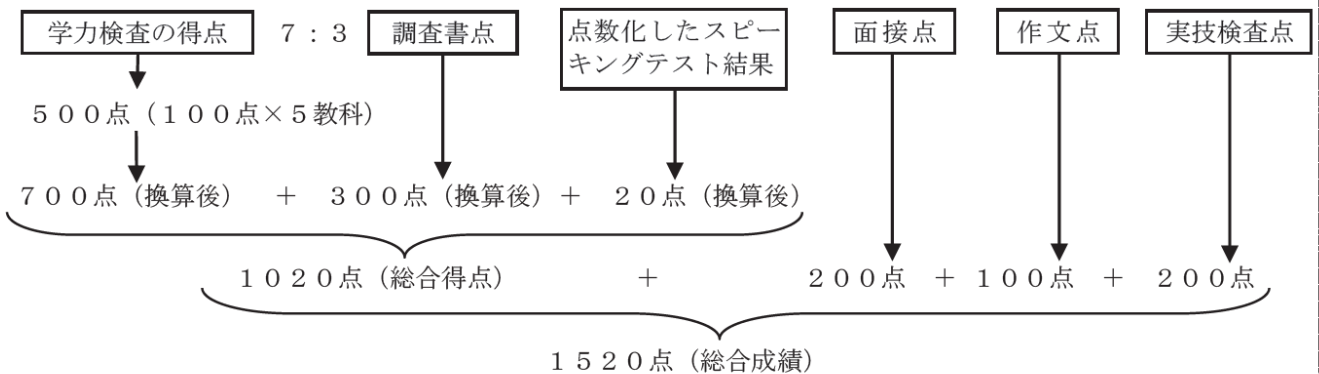 学力検査の得点 7:3 調査書点 点数化したスピー 面接点 作文点 実技検査点
キングテスト結果
500点(100点×5教科)
700点(換算後) + 300点(換算後)+ 20点(換算後)
1020点(総合得点) + 200点 + 100点 + 200点
1520点(総合成績)